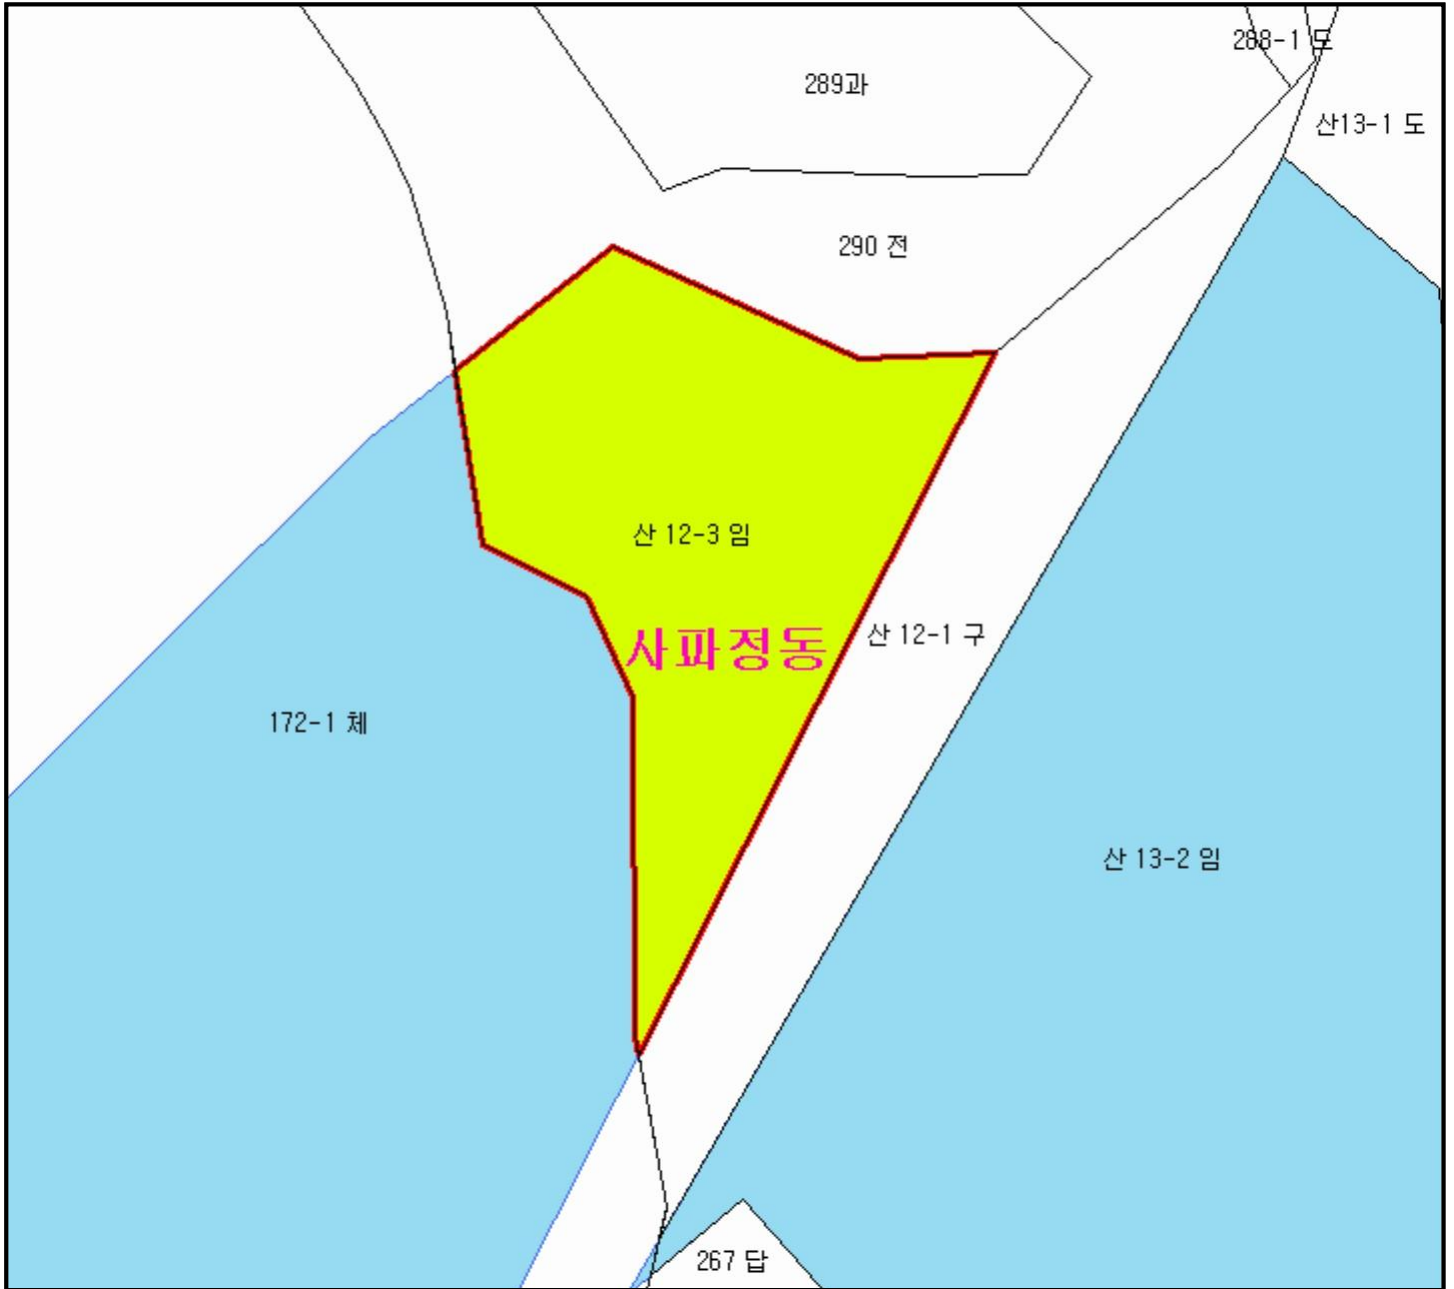 288-1 도
289과
산13-1 도
290 전
산 12-3 임
산 12-1 구
사파정동
172-1 체
산 13-2 임
267 답